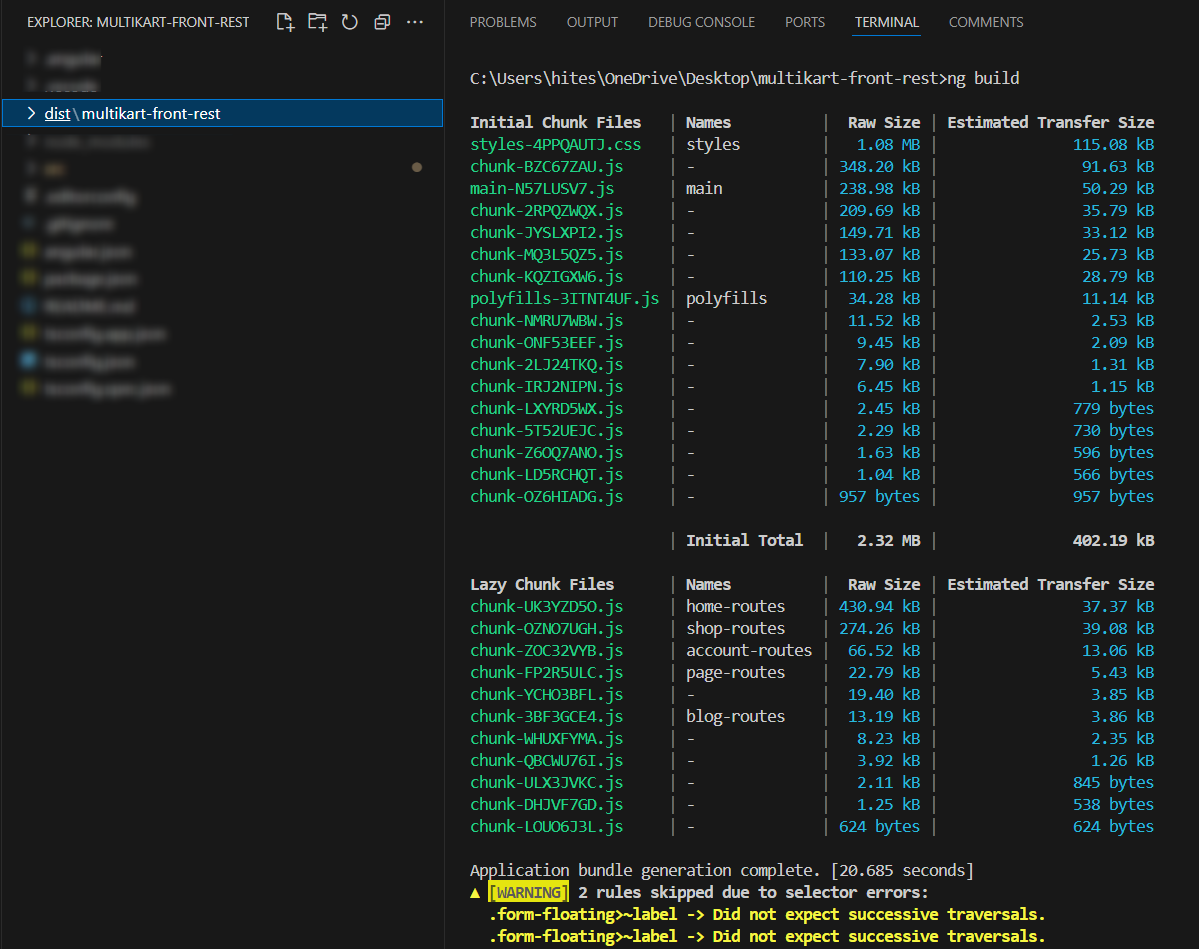 EXPLORER: MULTIKART-FRONT-REST
dist\multikart-front-rest
PROBLEMS OUTPUT DEBUG CONSOLE PORTS TERMINAL COMMENTS
C:\Users\hites\OneDrive\Desktop\multikart-front-rest>ng build
Initial Chunk Files | Names | Raw Size | Estimated Transfer Size
styles-4PPQAUTJ.css | styles | 1.08 MB | 115.08 kB
chunk-BZC67ZAU.js | - | 348.20 kB | 91.63 kB
main-N57LUSV7.js | main | 238.98 kB | 50.29 kB
chunk-2RPQZWQX.js | - | 209.69 kB | 35.79 kB
chunk-JYSLXPI2.js | - | 149.71 kB | 33.12 kB
chunk-MQ3L5QZ5.js | - | 133.07 kB | 25.73 kB
chunk-KQZIGXW6.js | - | 110.25 kB | 28.79 kB
polyfills-3ITNT4UF.js | polyfills | 34.28 kB | 11.14 kB
chunk-NMRU7WBW.js | - | 11.52 kB | 2.53 kB
chunk-ONF53EEF.js | - | 9.45 kB | 2.09 kB
chunk-2LJ24TKQ.js | - | 7.90 kB | 1.31 kB
chunk-IRJ2NIPN.js | - | 6.45 kB | 1.15 kB
chunk-LXYRD5WX.js | - | 2.45 kB | 779 bytes
chunk-5T52UEJC.js | - | 2.29 kB | 730 bytes
chunk-Z6OQ7ANO.js | - | 1.63 kB | 596 bytes
chunk-LD5RCHQT.js | - | 1.04 kB | 566 bytes
chunk-OZ6HIADG.js | - | 957 bytes | 957 bytes
| Initial Total | 2.32 MB | 402.19 kB
Lazy Chunk Files | Names | Raw Size | Estimated Transfer Size
chunk-UK3YZD5O.js | home-routes | 430.94 kB | 37.37 kB
chunk-OZNO7UGH.js | shop-routes | 274.26 kB | 39.08 kB
chunk-ZOC32VYB.js | account-routes | 66.52 kB | 13.06 kB
chunk-FP2R5ULC.js | page-routes | 22.79 kB | 5.43 kB
chunk-YCHO3BFL.js | - | 19.40 kB | 3.85 kB
chunk-3BF3GCE4.js | blog-routes | 13.19 kB | 3.86 kB
chunk-WHUXFYMA.js | - | 8.23 kB | 2.35 kB
chunk-QBCWU76I.js | - | 3.92 kB | 1.26 kB
chunk-ULX3JVKC.js | - | 2.11 kB | 845 bytes
chunk-DHJVF7GD.js | - | 1.25 kB | 538 bytes
chunk-LOUO6J3L.js | - | 624 bytes | 624 bytes
Application bundle generation complete. [20.685 seconds]
▲ [WARNING] 2 rules skipped due to selector errors:
.form-floating>~label -> Did not expect successive traversals.
.form-floating>~label -> Did not expect successive traversals.